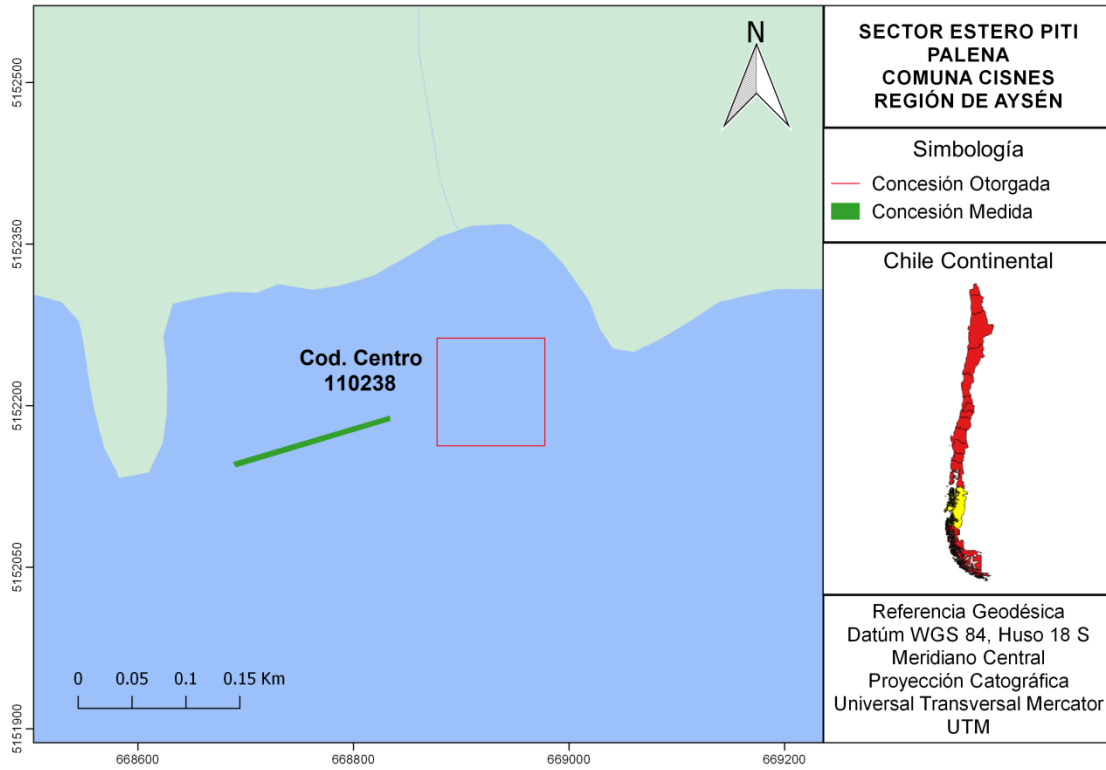 SECTOR ESTERO PITI
PALENA
COMUNA CISNES
REGIÓN DE AYSÉN
Simbología
Concesión Otorgada
Concesión Medida
Chile Continental
Referencia Geodésica
Datúm WGS 84, Huso 18 S
Meridiano Central
Proyección Catográfica
Universal Transversal Mercator
UTM
N
Cod. Centro
110238
0 0.05 0.1 0.15 Km
5152500
5152350
5152200
5152050
5151900
668600 668800 669000 669200